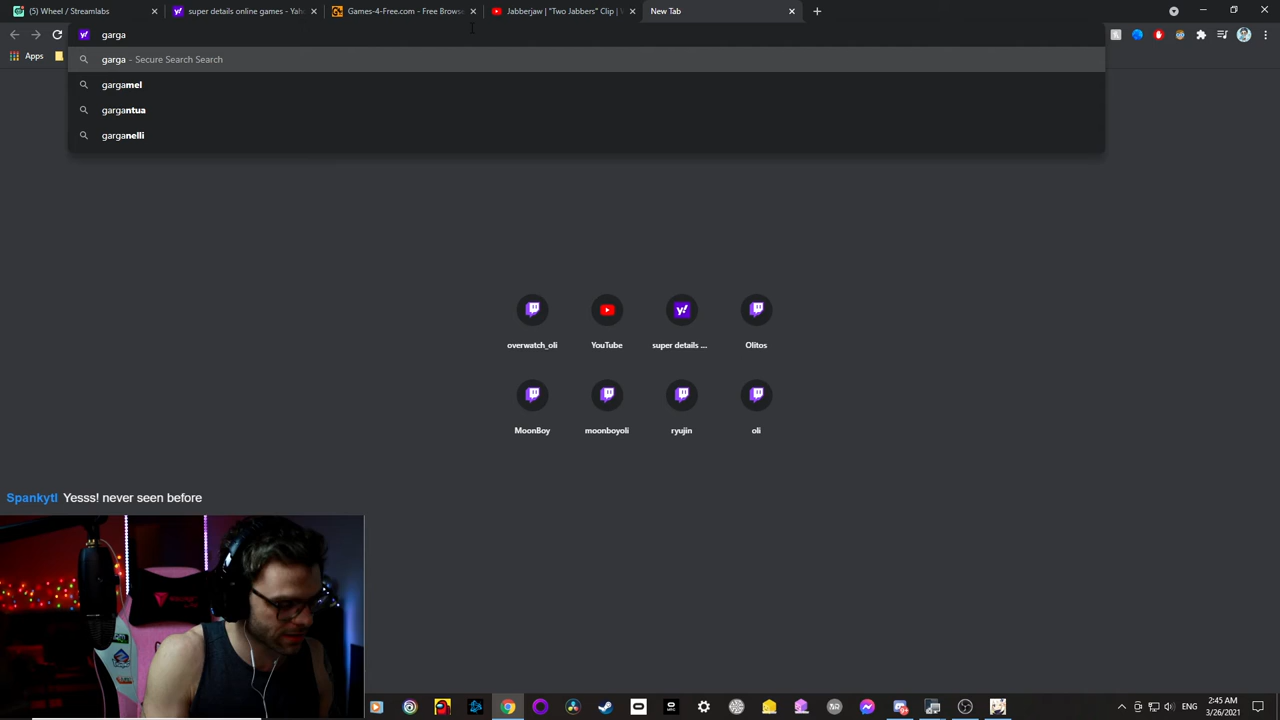 (5) Wheel / Streamlabs
super details online games - Yah
Games-4-Free.com - Free Brows
Jabberjaw | "Two Jabbers" Clip |
New Tab
garga
Apps
garga - Secure Search Search
gargamel
gargantua
garganelli
overwatch_oli
YouTube
super details ...
Olitos
MoonBoy
moonboyoli
ryujin
oli
Spankytl Yesss! never seen before
ENG
2:45 AM
3/26/2021